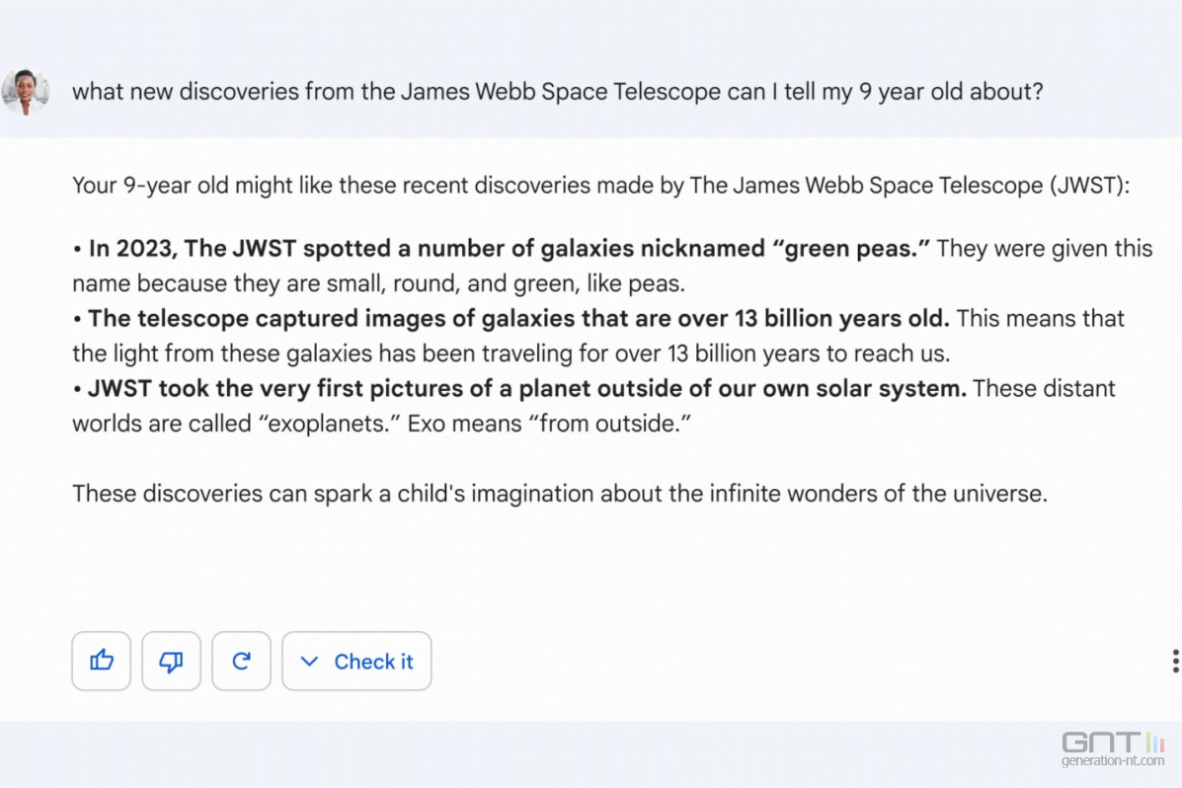 what new discoveries from the James Webb Space Telescope can I tell my 9 year old about?
Your 9-year old might like these recent discoveries made by The James Webb Space Telescope (JWST):
• In 2023, The JWST spotted a number of galaxies nicknamed “green peas.” They were given this
name because they are small, round, and green, like peas.
• The telescope captured images of galaxies that are over 13 billion years old. This means that
the light from these galaxies has been traveling for over 13 billion years to reach us.
• JWST took the very first pictures of a planet outside of our own solar system. These distant
worlds are called “exoplanets.” Exo means “from outside.”
These discoveries can spark a child's imagination about the infinite wonders of the universe.
Check it
GNT
generation-nt.com